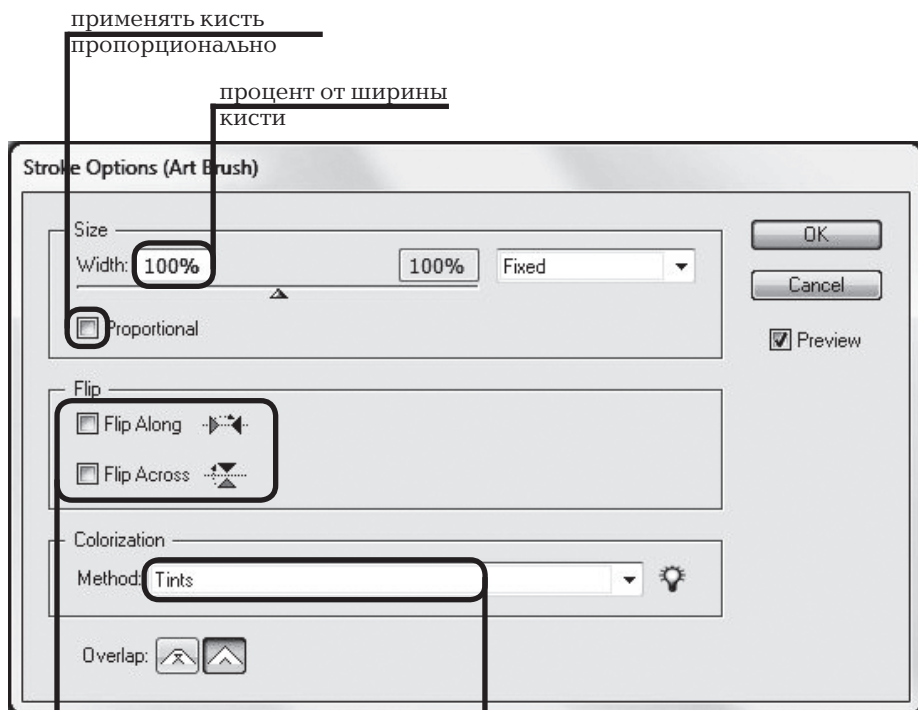 применять кисть
пропорционально
процент от ширины
кисти
Stroke Options (Art Brush)
Size
Width: 100% 100% Fixed
Proportional
OK
Cancel
Preview
Flip
Flip Along
Flip Across
Colorization
Method: Tints
Overlap: